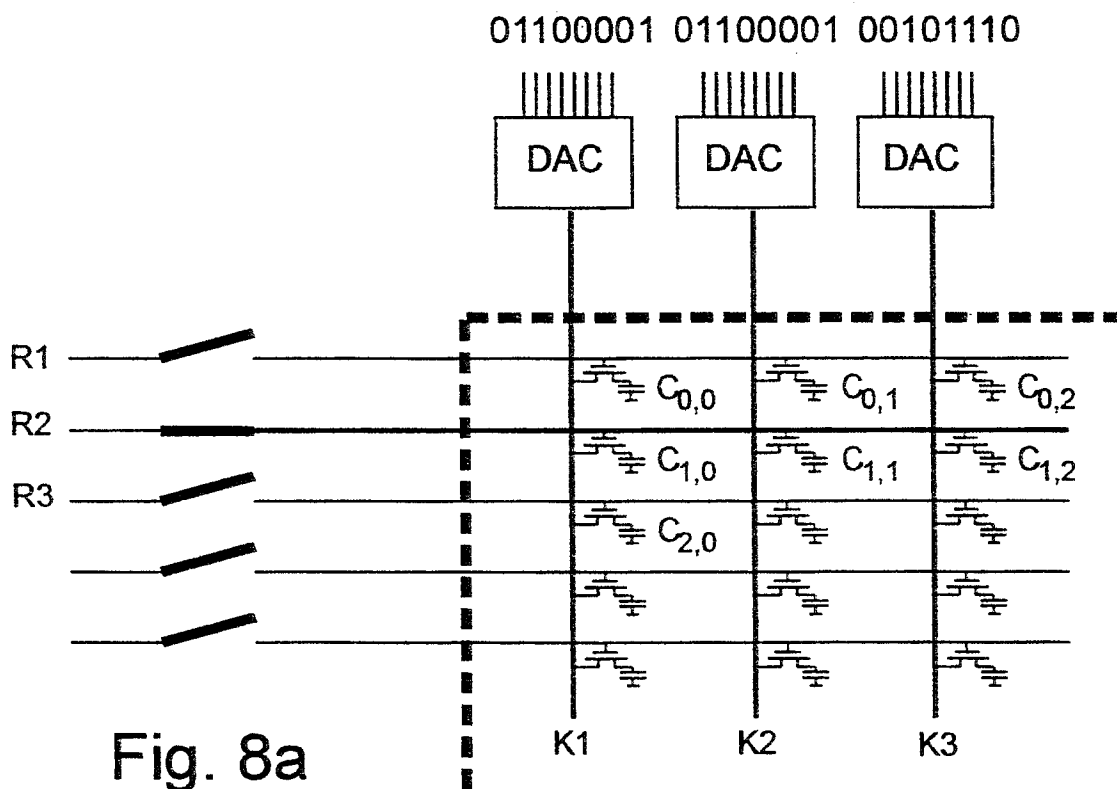 01100001 01100001 00101110
DAC DAC DAC
R1
C0,0 C0,1 C0,2
R2
C1,0 C1,1 C1,2
R3
C2,0
K1 K2 K3
Fig. 8a